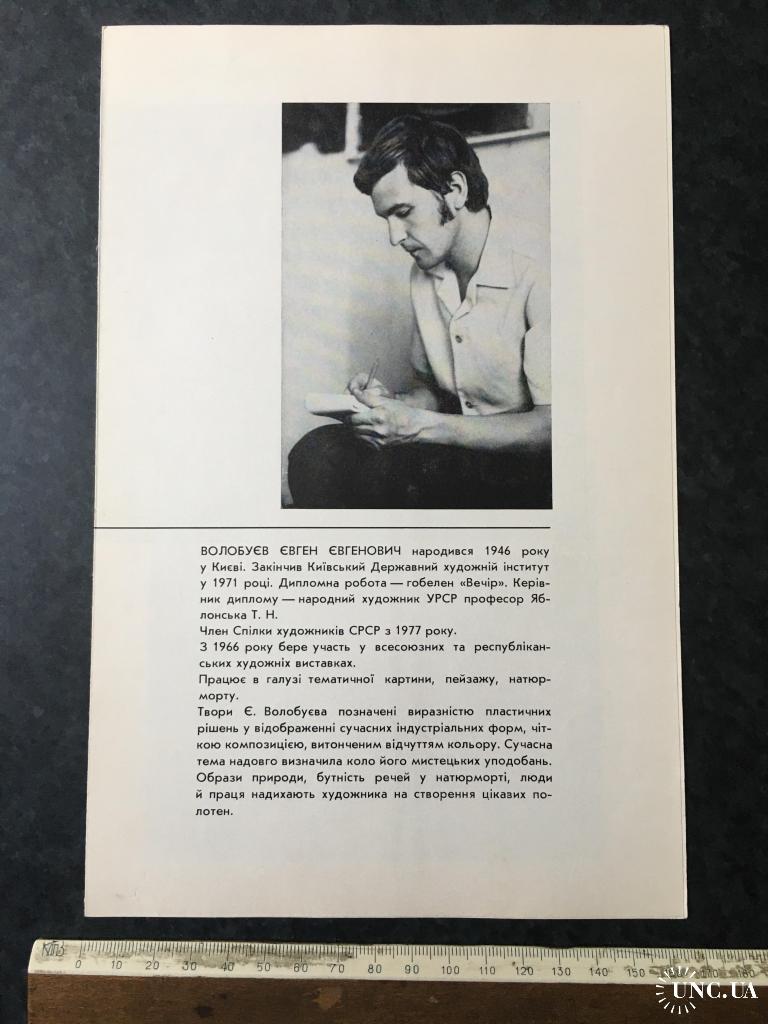 ВОЛОБУЄВ ЄВГЕН ЄВГЕНОВИЧ народився 1946 року
у Києві. Закінчив Київський Державний художній інститут
у 1971 році. Дипломна робота — гобелен «Вечір». Керів-
ник диплому — народний художник УРСР професор Яб-
лонська Т. Н.
Член Спілки художників СРСР з 1977 року.
З 1966 року бере участь у всесоюзних та республікан-
ських художніх виставках.
Працює в галузі тематичної картини, пейзажу, натюр-
морту.
Твори Є. Волобуєва позначені виразністю пластичних
рішень у відображенні сучасних індустріальних форм, чіт-
кою композицією, витонченим відчуттям кольору. Сучасна
тема надовго визначила коло його мистецьких уподобань.
Образи природи, бутність речей у натюрморті, люди
й праця надихають художника на створення цікавих по-
лотен.
0 10 20 30 40 50 60 70 80 90 100 110 120 130 140 150 160 170 180
UNC.UA